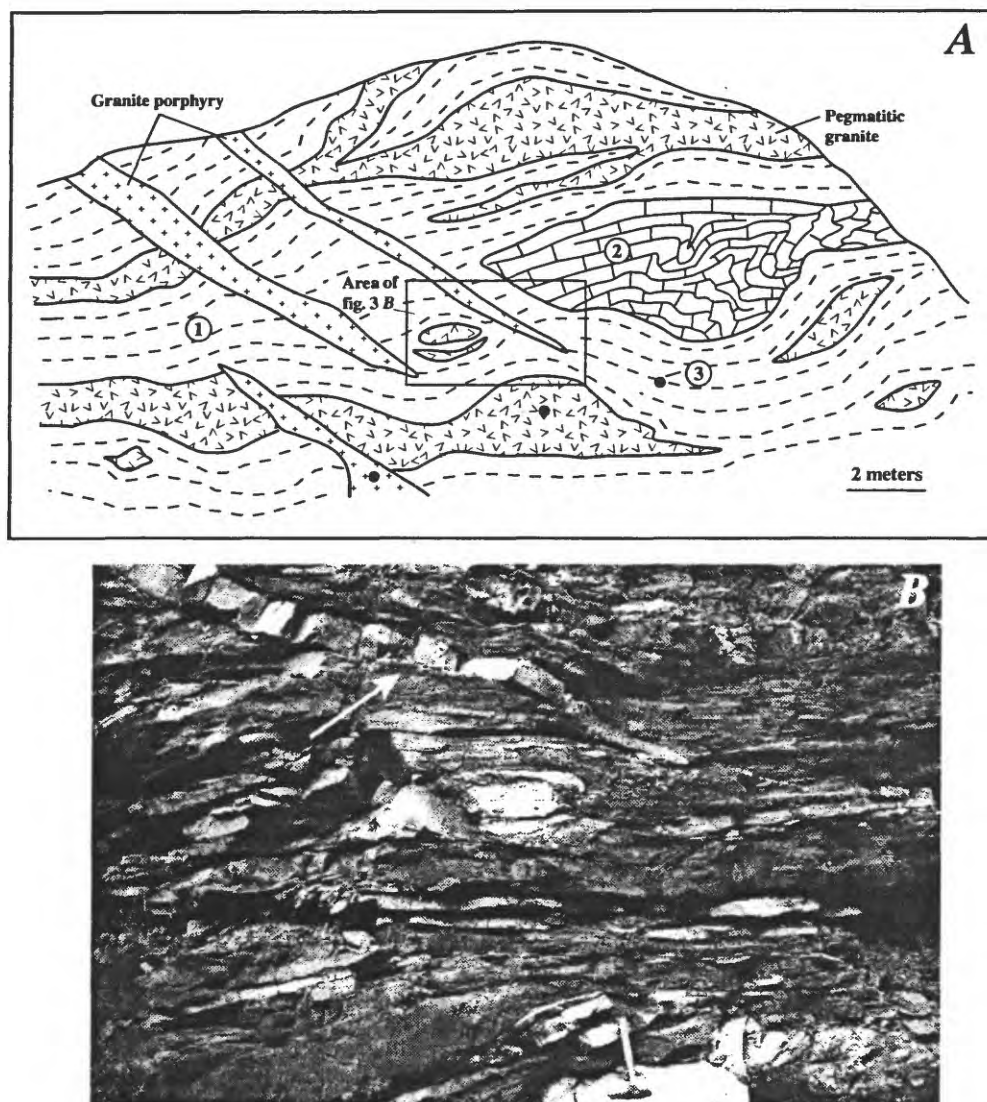 A
Granite porphyry
Pegmatitic
granite
2
Area of
fig. 3 B
1
3
2 meters
B